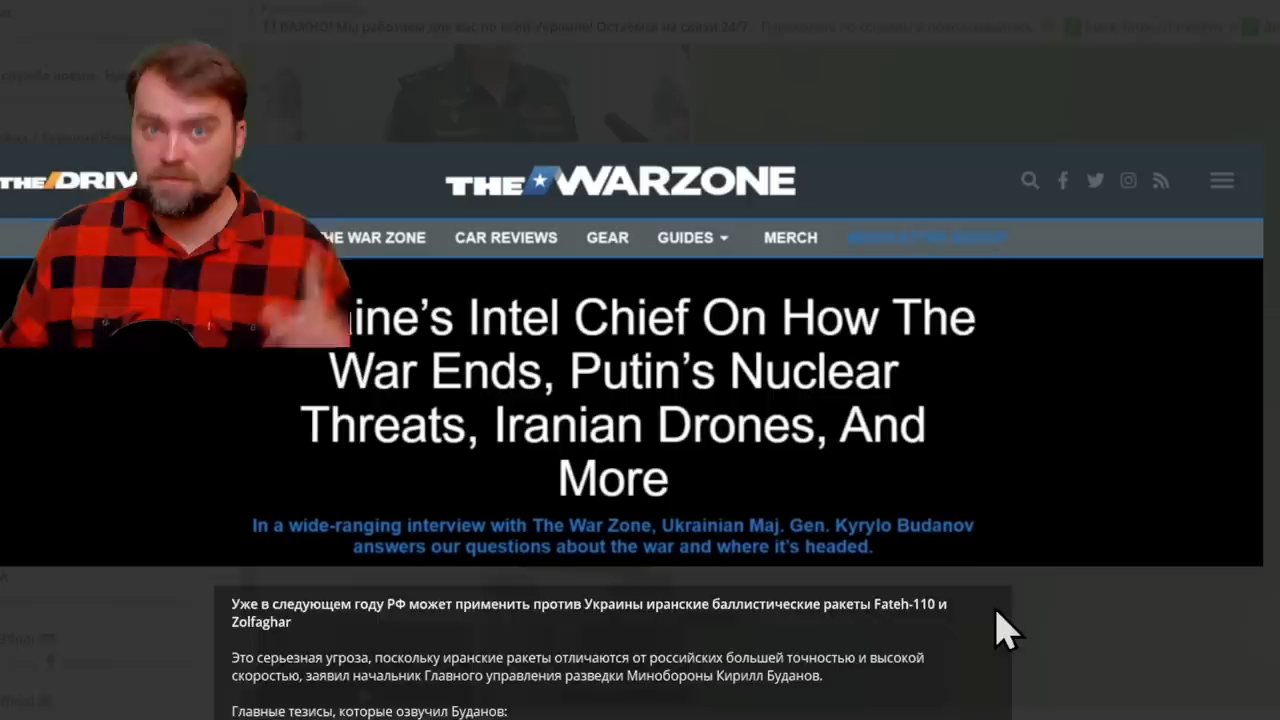 !! ВАЖНО! Мы работаем для вас по всей Украине! Остаемся на связи 24/7
THE DRIV
THE WARZONE
HE WAR ZONE
CAR REVIEWS
GEAR
GUIDES
MERCH
ine’s Intel Chief On How The
War Ends, Putin’s Nuclear
Threats, Iranian Drones, And
More
In a wide-ranging interview with The War Zone, Ukrainian Maj. Gen. Kyrylo Budanov
answers our questions about the war and where it’s headed.
Уже в следующем году РФ может применить против Украины иранские баллистические ракеты Fateh-110 и
Zolfaghar
Это серьезная угроза, поскольку иранские ракеты отличаются от российских большей точностью и высокой
скоростью, заявил начальник Главного управления разведки Минобороны Кирилл Буданов.
Главные тезисы, которые озвучил Буданов: